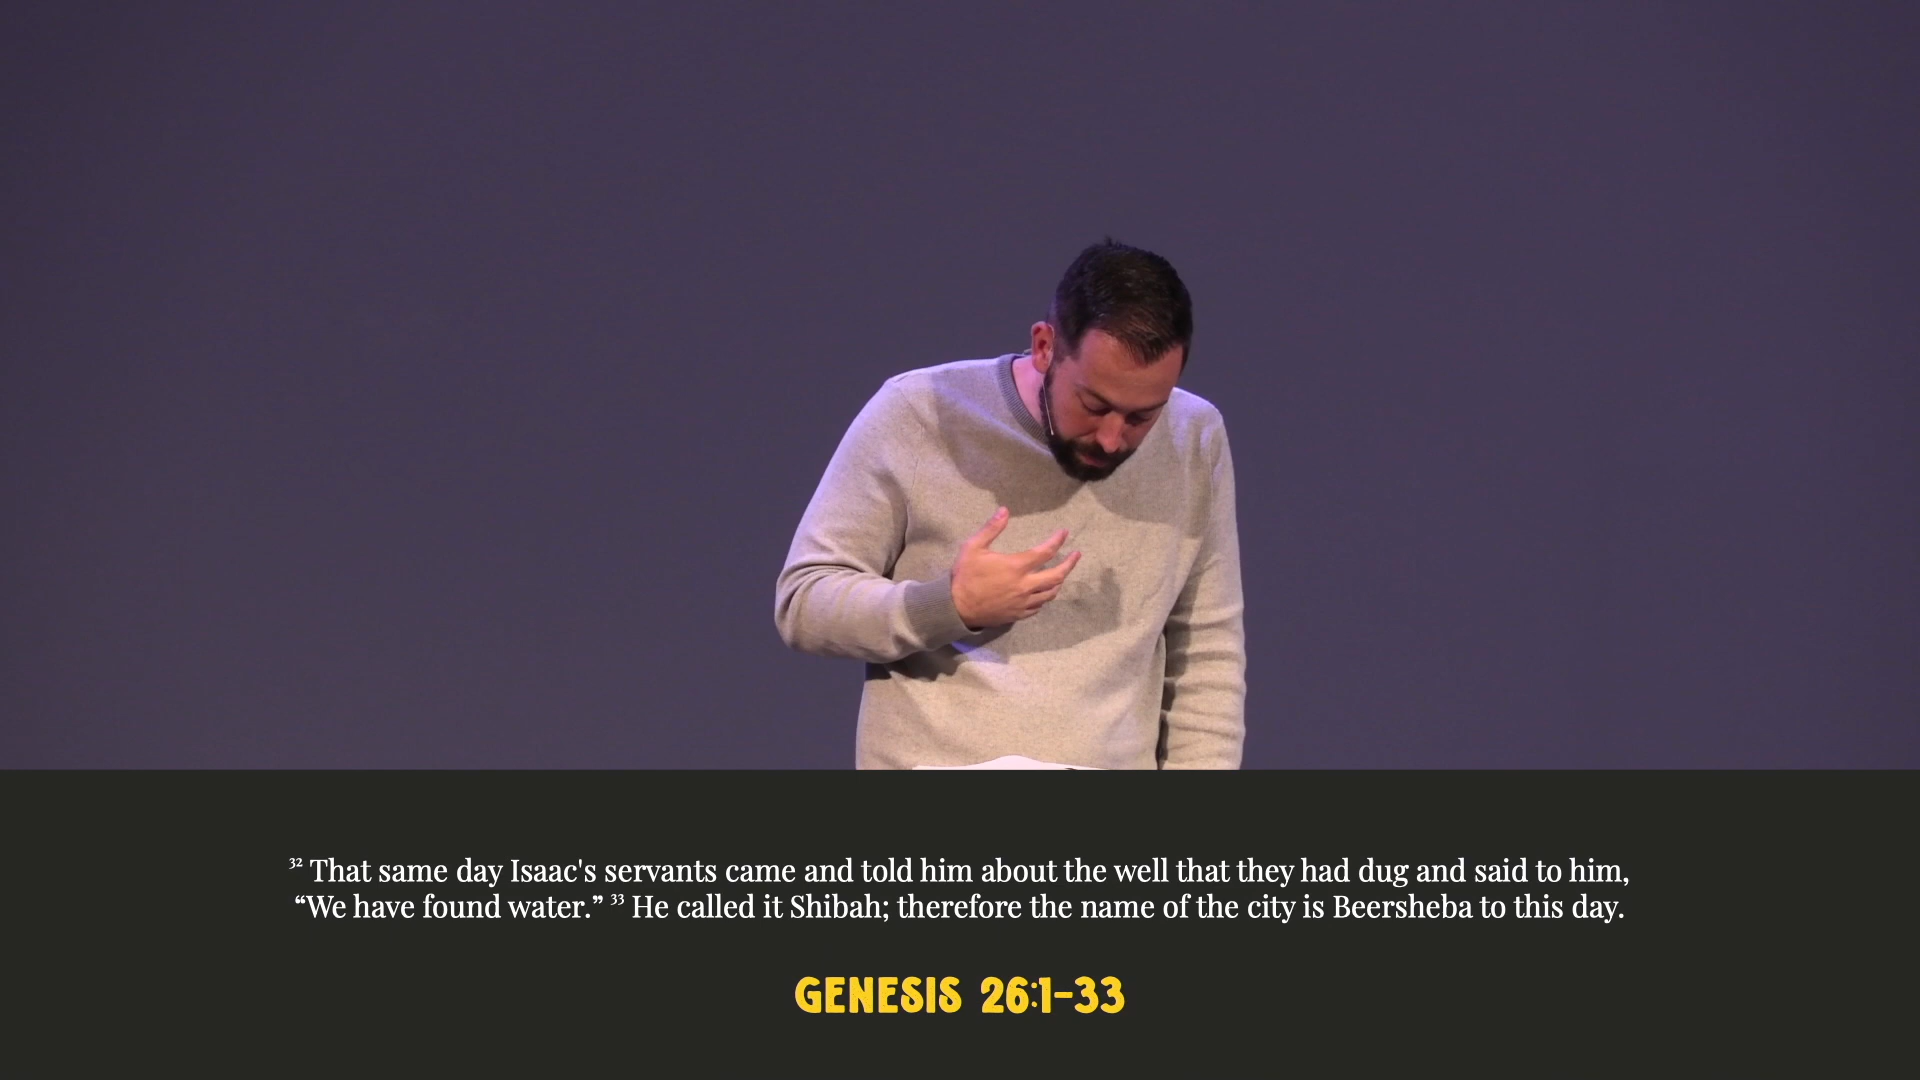 ³² That same day Isaac's servants came and told him about the well that they had dug and said to him,
“We have found water.” ³³ He called it Shibah; therefore the name of the city is Beersheba to this day.
GENESIS 26:1-33